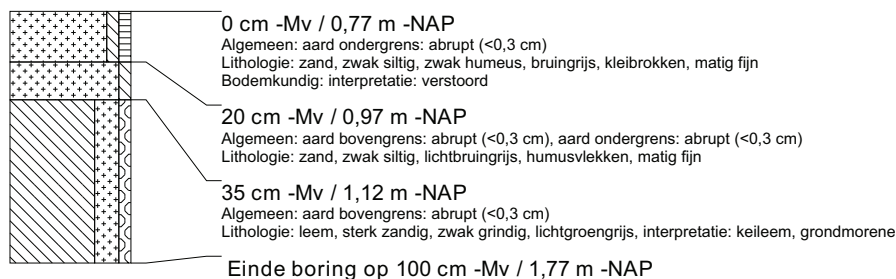 0 cm -Mv / 0,77 m -NAP
Algemeen: aard ondergrens: abrupt (<0,3 cm)
Lithologie: zand, zwak siltig, zwak humeus, bruingrijs, kleibrokken, matig fijn
Bodemkundig: interpretatie: verstoord
20 cm -Mv / 0,97 m -NAP
Algemeen: aard bovengrens: abrupt (<0,3 cm), aard ondergrens: abrupt (<0,3 cm)
Lithologie: zand, zwak siltig, lichtbruingrijs, humusvlekken, matig fijn
35 cm -Mv / 1,12 m -NAP
Algemeen: aard bovengrens: abrupt (<0,3 cm)
Lithologie: leem, sterk zandig, zwak grindig, lichtgroengrijs, interpretatie: keileem, grondmorene
Einde boring op 100 cm -Mv / 1,77 m -NAP